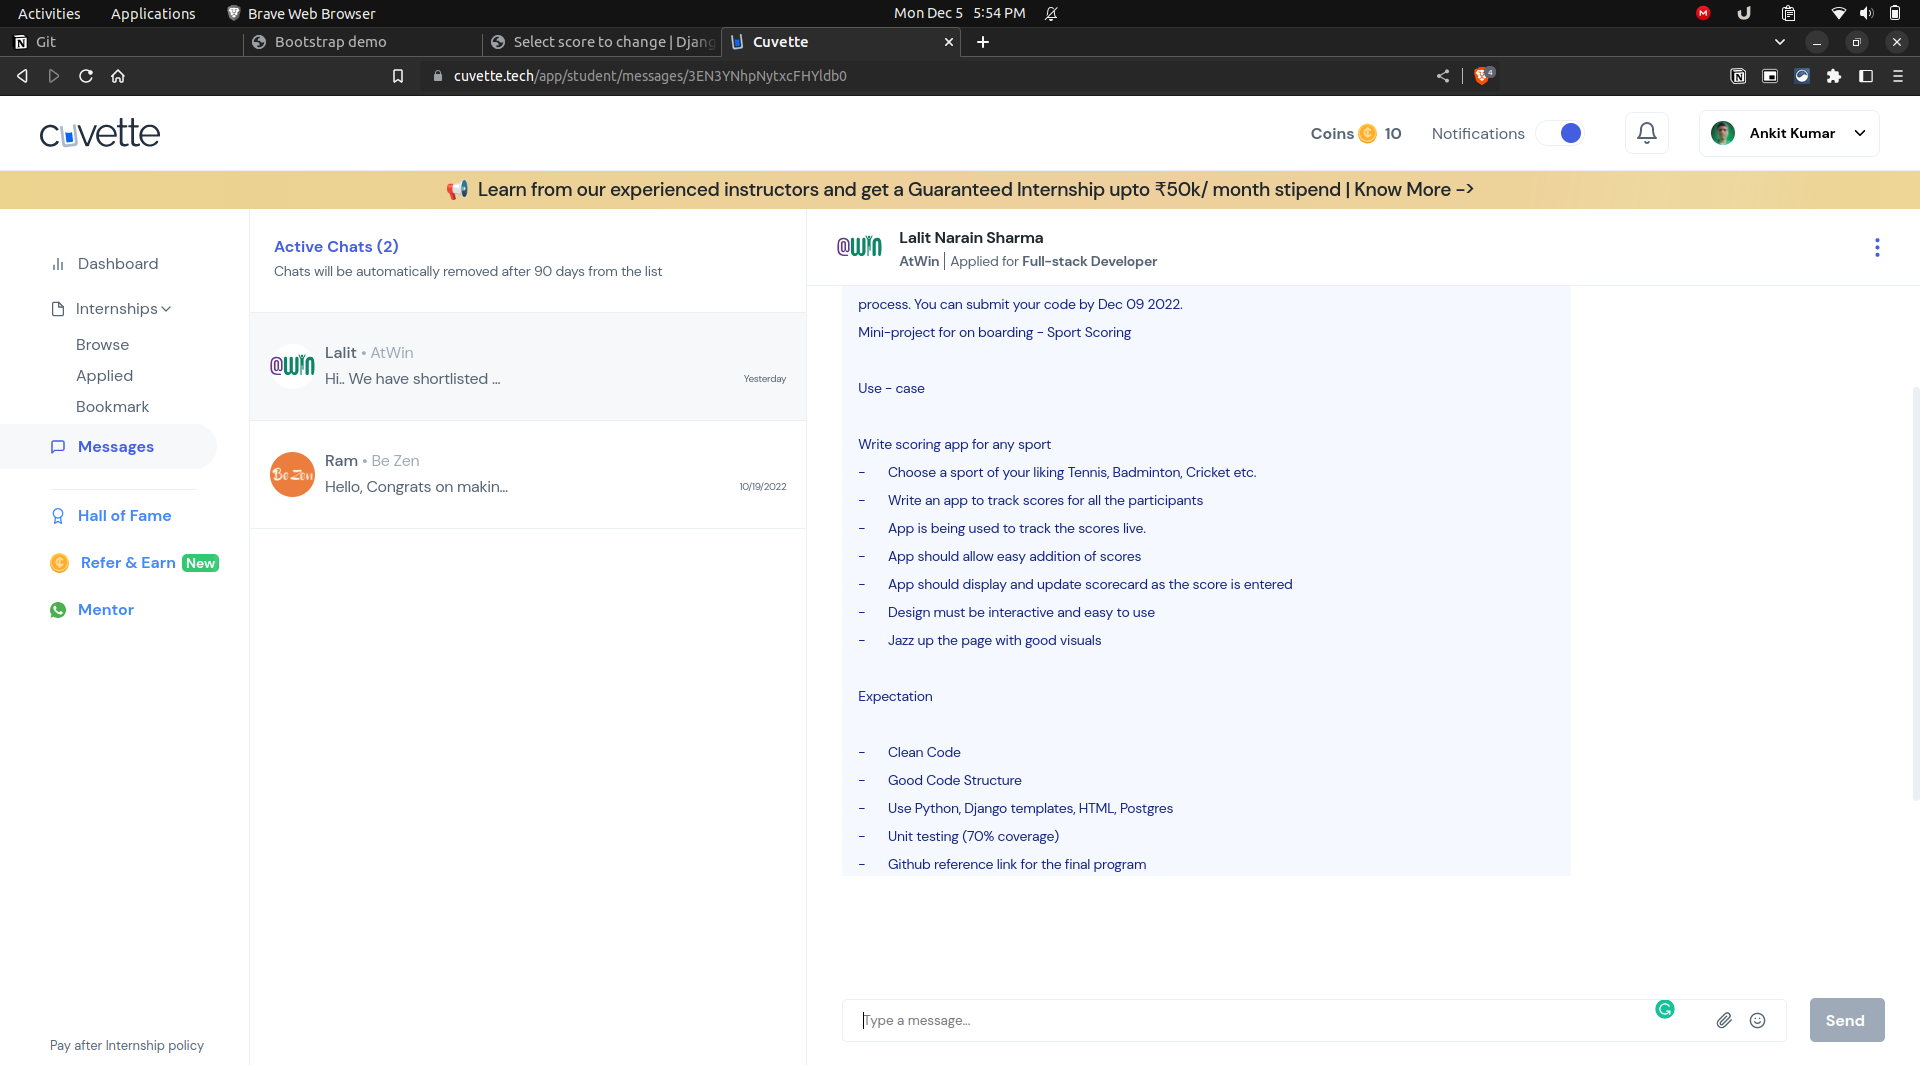 Activities Applications Brave Web Browser Mon Dec 5 5:54 PM
Git Bootstrap demo Select score to change | Djang Cuvette
cuvette.tech/app/student/messages/3EN3YNhpNytxcFHYldb0 4
cuvette Coins 10 Notifications Ankit Kumar
Learn from our experienced instructors and get a Guaranteed Internship upto ₹50k/ month stipend | Know More ->
Dashboard
Internships
Browse
Applied
Bookmark
Messages
Hall of Fame
Refer & Earn New
Mentor
Pay after Internship policy
Active Chats (2)
Chats will be automatically removed after 90 days from the list
@WIN
Lalit • AtWin
Hi.. We have shortlisted ... Yesterday
Be Zen
Ram • Be Zen
Hello, Congrats on makin... 10/19/2022
@WIN
Lalit Narain Sharma
AtWin | Applied for Full-stack Developer
process. You can submit your code by Dec 09 2022.
Mini-project for on boarding - Sport Scoring
Use - case
Write scoring app for any sport
- Choose a sport of your liking Tennis, Badminton, Cricket etc.
- Write an app to track scores for all the participants
- App is being used to track the scores live.
- App should allow easy addition of scores
- App should display and update scorecard as the score is entered
- Design must be interactive and easy to use
- Jazz up the page with good visuals
Expectation
- Clean Code
- Good Code Structure
- Use Python, Django templates, HTML, Postgres
- Unit testing (70% coverage)
- Github reference link for the final program
Type a message...
Send